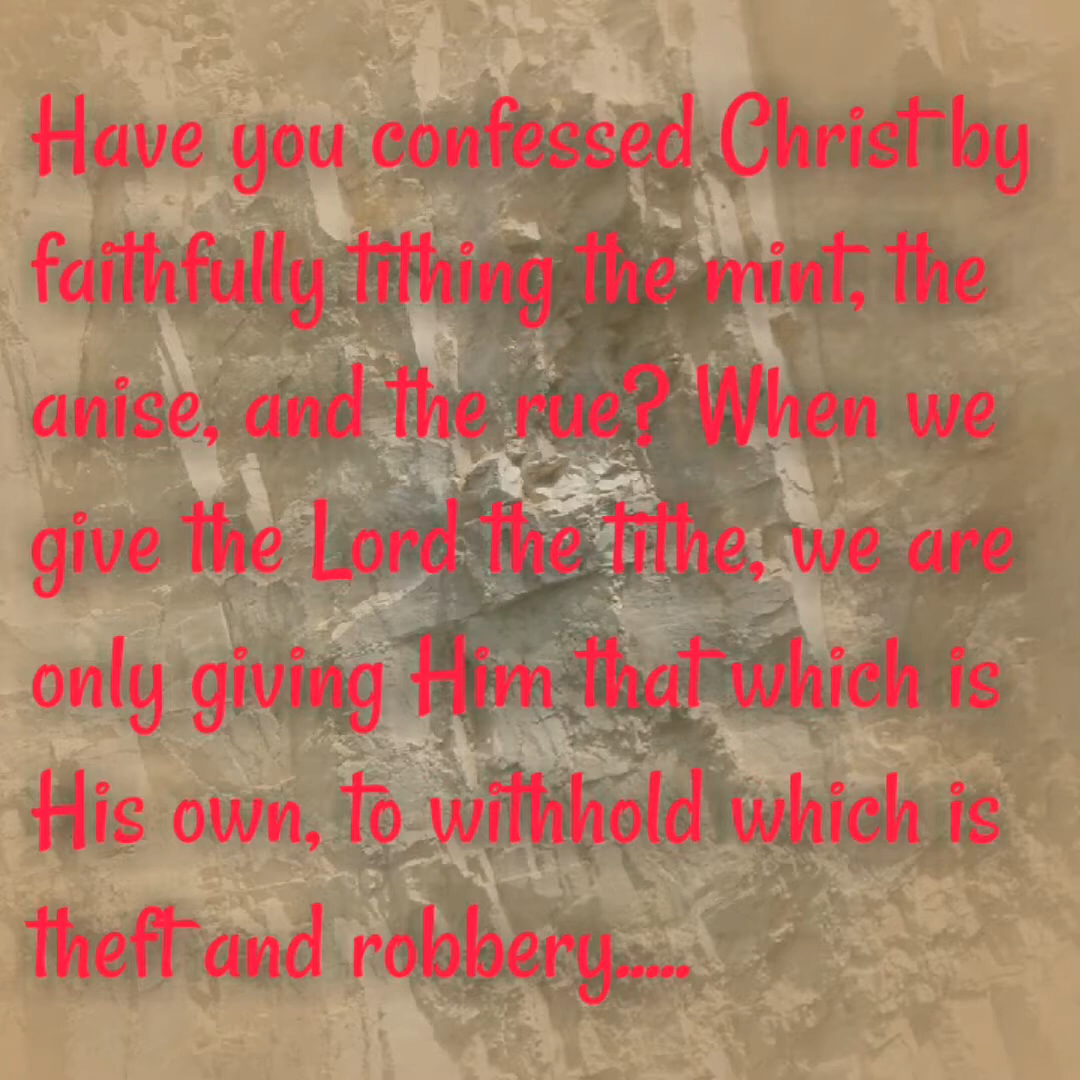 Have you confessed Christ by
faithfully tithing the mint, the
anise, and the rue? When we
give the Lord the tithe, we are
only giving Him that which is
His own, to withhold which is
theft and robbery.....